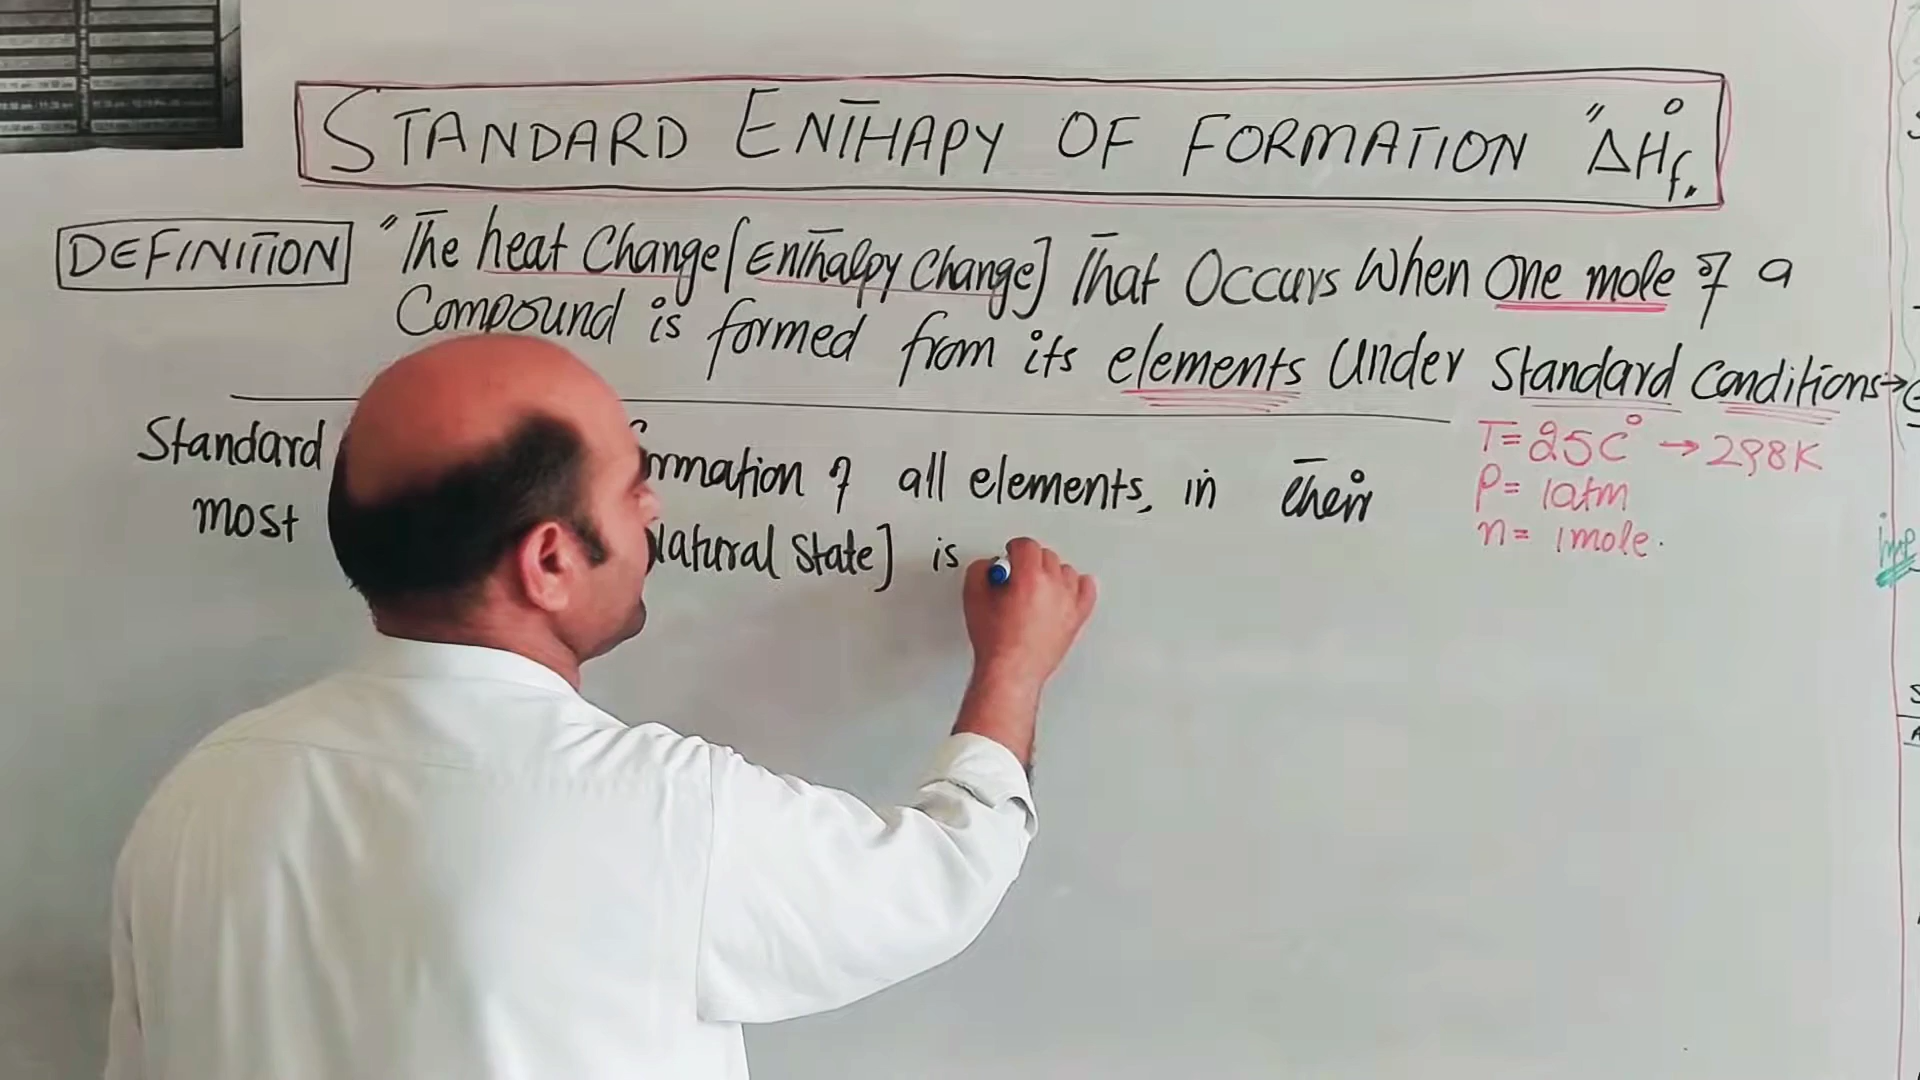 STANDARD ENTHAPY OF FORMATION "ΔH°f"
DEFINITION "The heat Change [Enthalpy Change] That Occurs When One mole of a
Compound is formed from its elements Under Standard Conditions→
Standard ormation of all elements, in their
most Natural State] is
T= 25C° → 298K
P= 1atm
n= 1mole.
imp